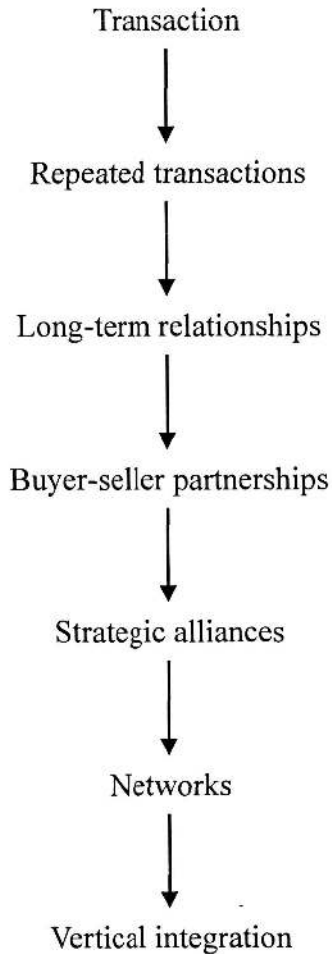 Transaction
Repeated transactions
Long-term relationships
Buyer-seller partnerships
Strategic alliances
Networks
Vertical integration